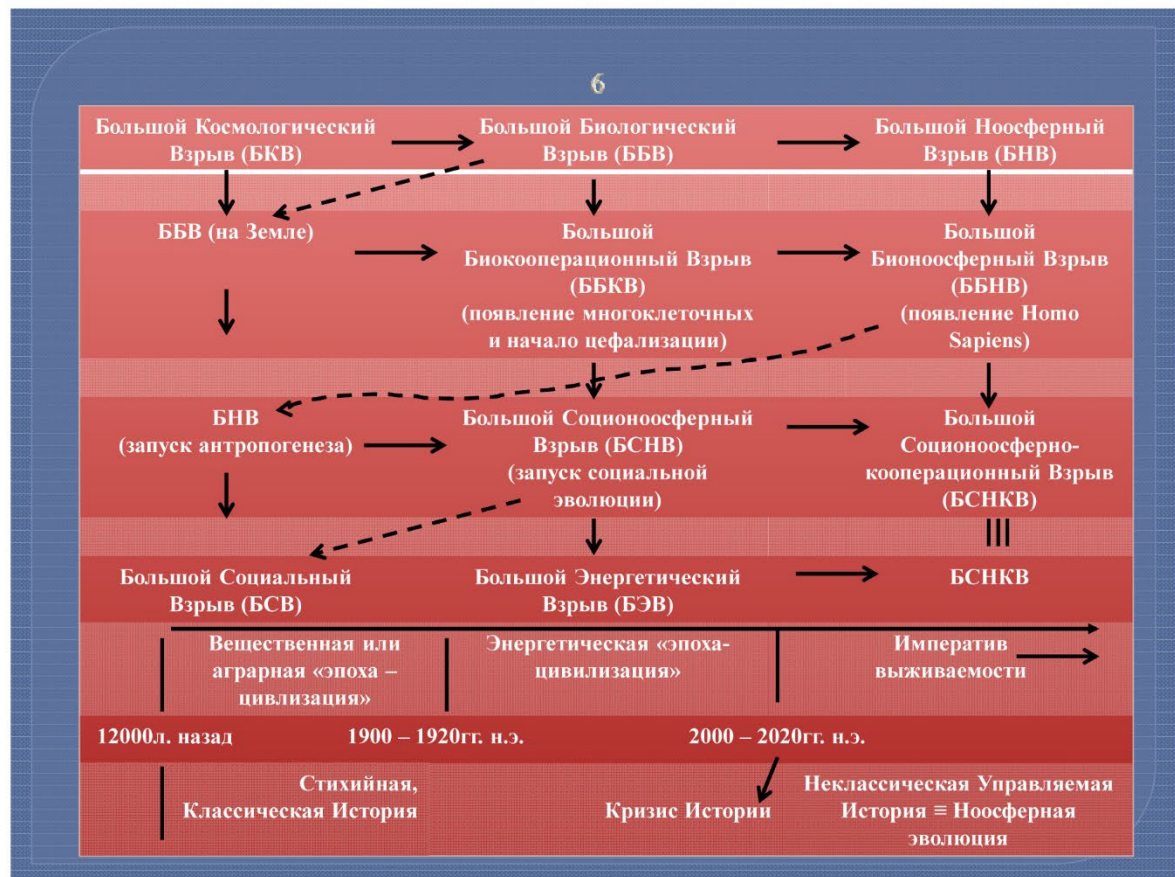 6
Большой Космологический
Взрыв (БКВ)
Большой Биологический
Взрыв (ББВ)
Большой Ноосферный
Взрыв (БНВ)
ББВ (на Земле)
Большой
Биокооперационный Взрыв
(ББКВ)
(появление многоклеточных
и начало цефализации)
Большой
Бионоосферный Взрыв
(ББНВ)
(появление Homo
Sapiens)
БНВ
(запуск антропогенеза)
Большой Соционоосферный
Взрыв (БСНВ)
(запуск социальной
эволюции)
Большой
Соционоосферно-
кооперационный Взрыв
(БСНКВ)
Большой Социальный
Взрыв (БСВ)
Большой Энергетический
Взрыв (БЭВ)
БСНКВ
Вещественная или
аграрная «эпоха –
цивлизация»
Энергетическая «эпоха-
цивилизация»
Императив
выживаемости
12000л. назад
1900 – 1920гг. н.э.
2000 – 2020гг. н.э.
Стихийная,
Классическая История
Кризис Истории
Неклассическая Управляемая
История ≡ Ноосферная
эволюция